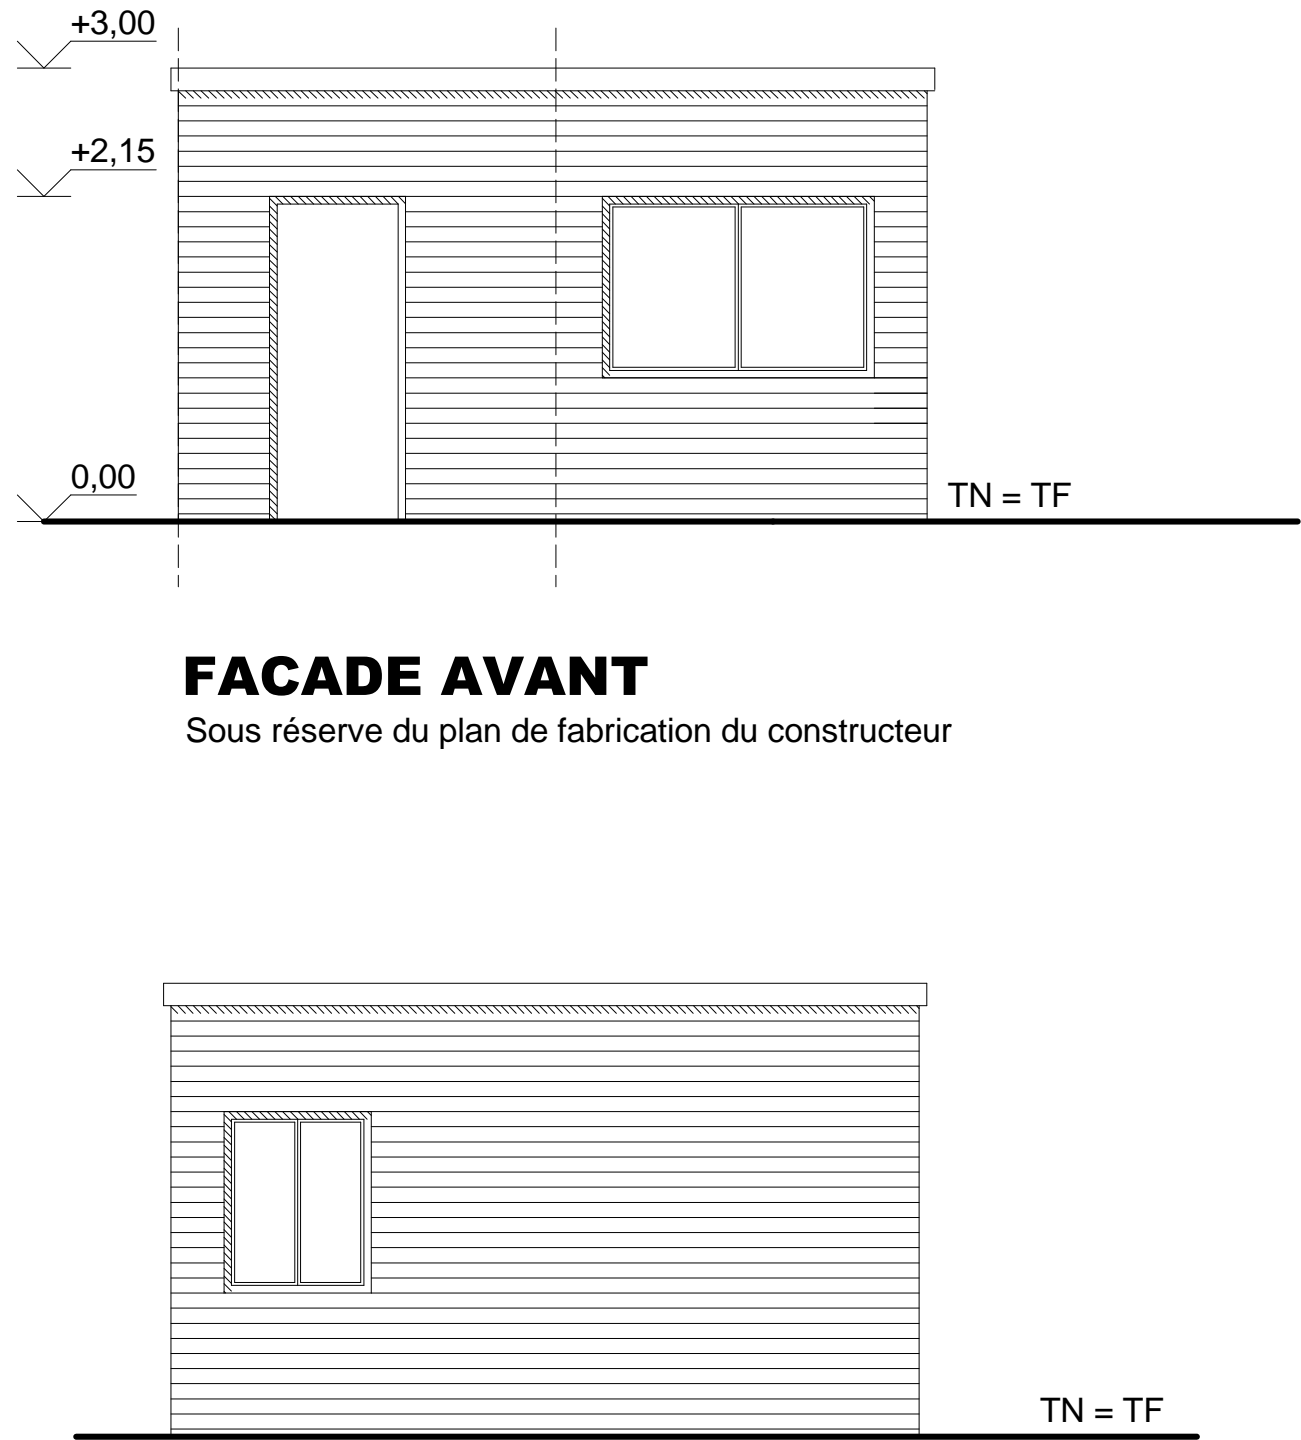 +3,00
+2,15
0,00
TN = TF
FACADE AVANT
Sous réserve du plan de fabrication du constructeur
TN = TF